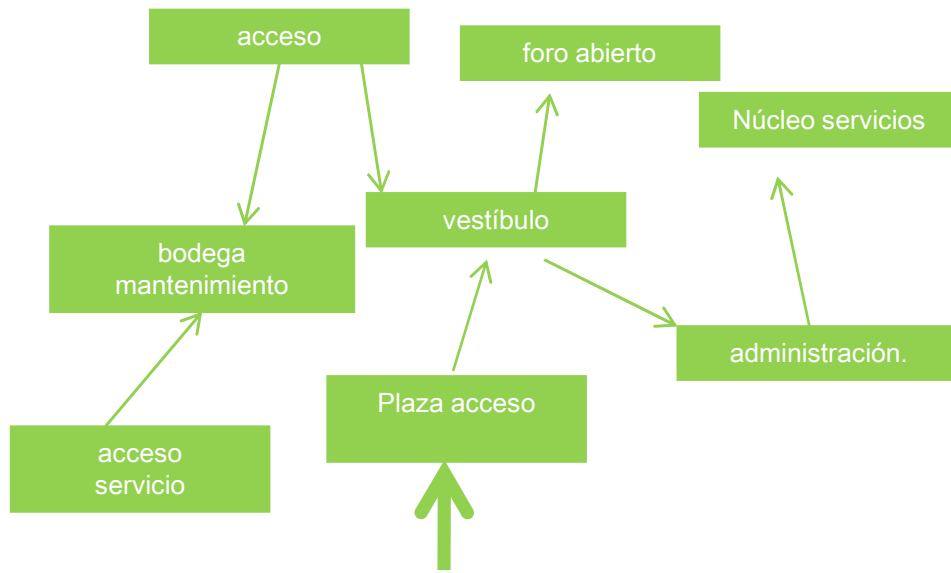 acceso
foro abierto
Núcleo servicios
vestíbulo
bodega
mantenimiento
administración.
Plaza acceso
acceso
servicio